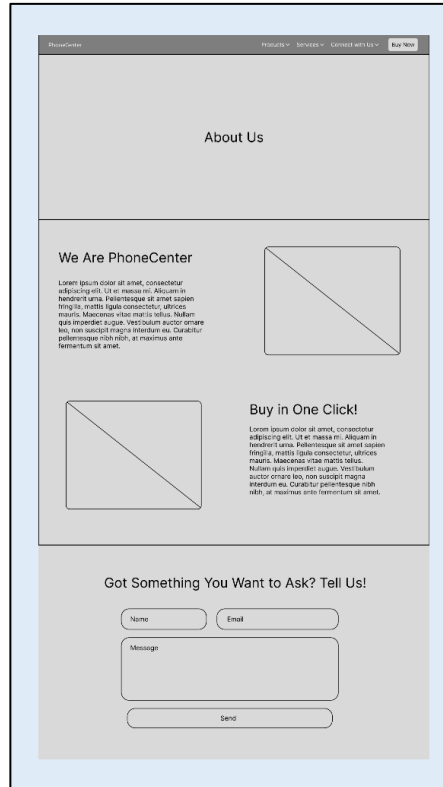 PhoneCenter Products Services Connect with Us Buy Now
About Us
We Are PhoneCenter
Lorem ipsum dolor sit amet, consectetur
adipiscing elit. Ut et massa mi. Aliquam in
hendrerit urna. Pellentesque sit amet sapien
fringilla, mattis ligula consectetur, ultrices
mauris. Maecenas vitae mattis tellus. Nullam
quis imperdiet augue. Vestibulum auctor ornare
leo, non suscipit magna interdum eu. Curabitur
pellentesque nibh nibh, at maximus ante
fermentum sit amet.
Buy in One Click!
Lorem ipsum dolor sit amet, consectetur
adipiscing elit. Ut et massa mi. Aliquam in
hendrerit urna. Pellentesque sit amet sapien
fringilla, mattis ligula consectetur, ultrices
mauris. Maecenas vitae mattis tellus.
Nullam quis imperdiet augue. Vestibulum
auctor ornare leo, non suscipit magna
interdum eu. Curabitur pellentesque nibh
nibh, at maximus ante fermentum sit amet.
Got Something You Want to Ask? Tell Us!
Name Email
Message
Send